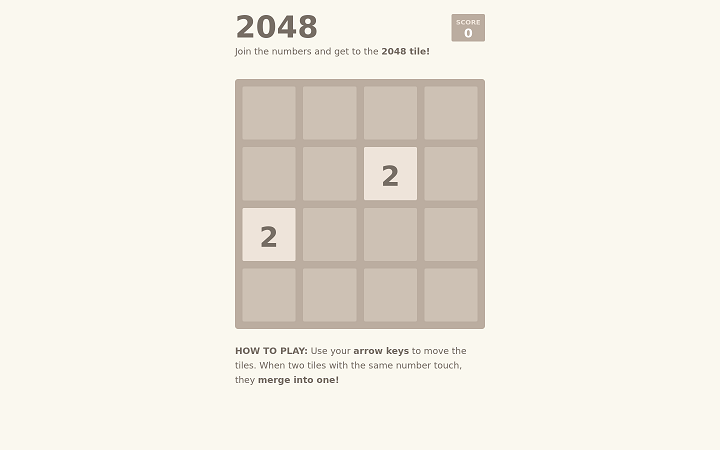 2048
SCORE
0
Join the numbers and get to the 2048 tile!
2
2
HOW TO PLAY: Use your arrow keys to move the
tiles. When two tiles with the same number touch,
they merge into one!